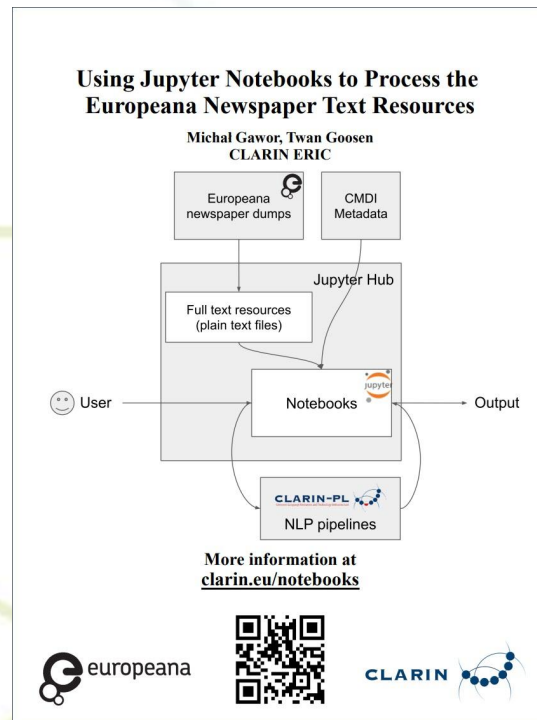 Using Jupyter Notebooks to Process the
Europeana Newspaper Text Resources
Michał Gawor, Twan Goosen
CLARIN ERIC
Europeana
newspaper dumps
CMDI
Metadata
Jupyter Hub
Full text resources
(plain text files)
jupyter
User
Notebooks
Output
CLARIN-PL
NLP pipelines
More information at
clarin.eu/notebooks
europeana
CLARIN